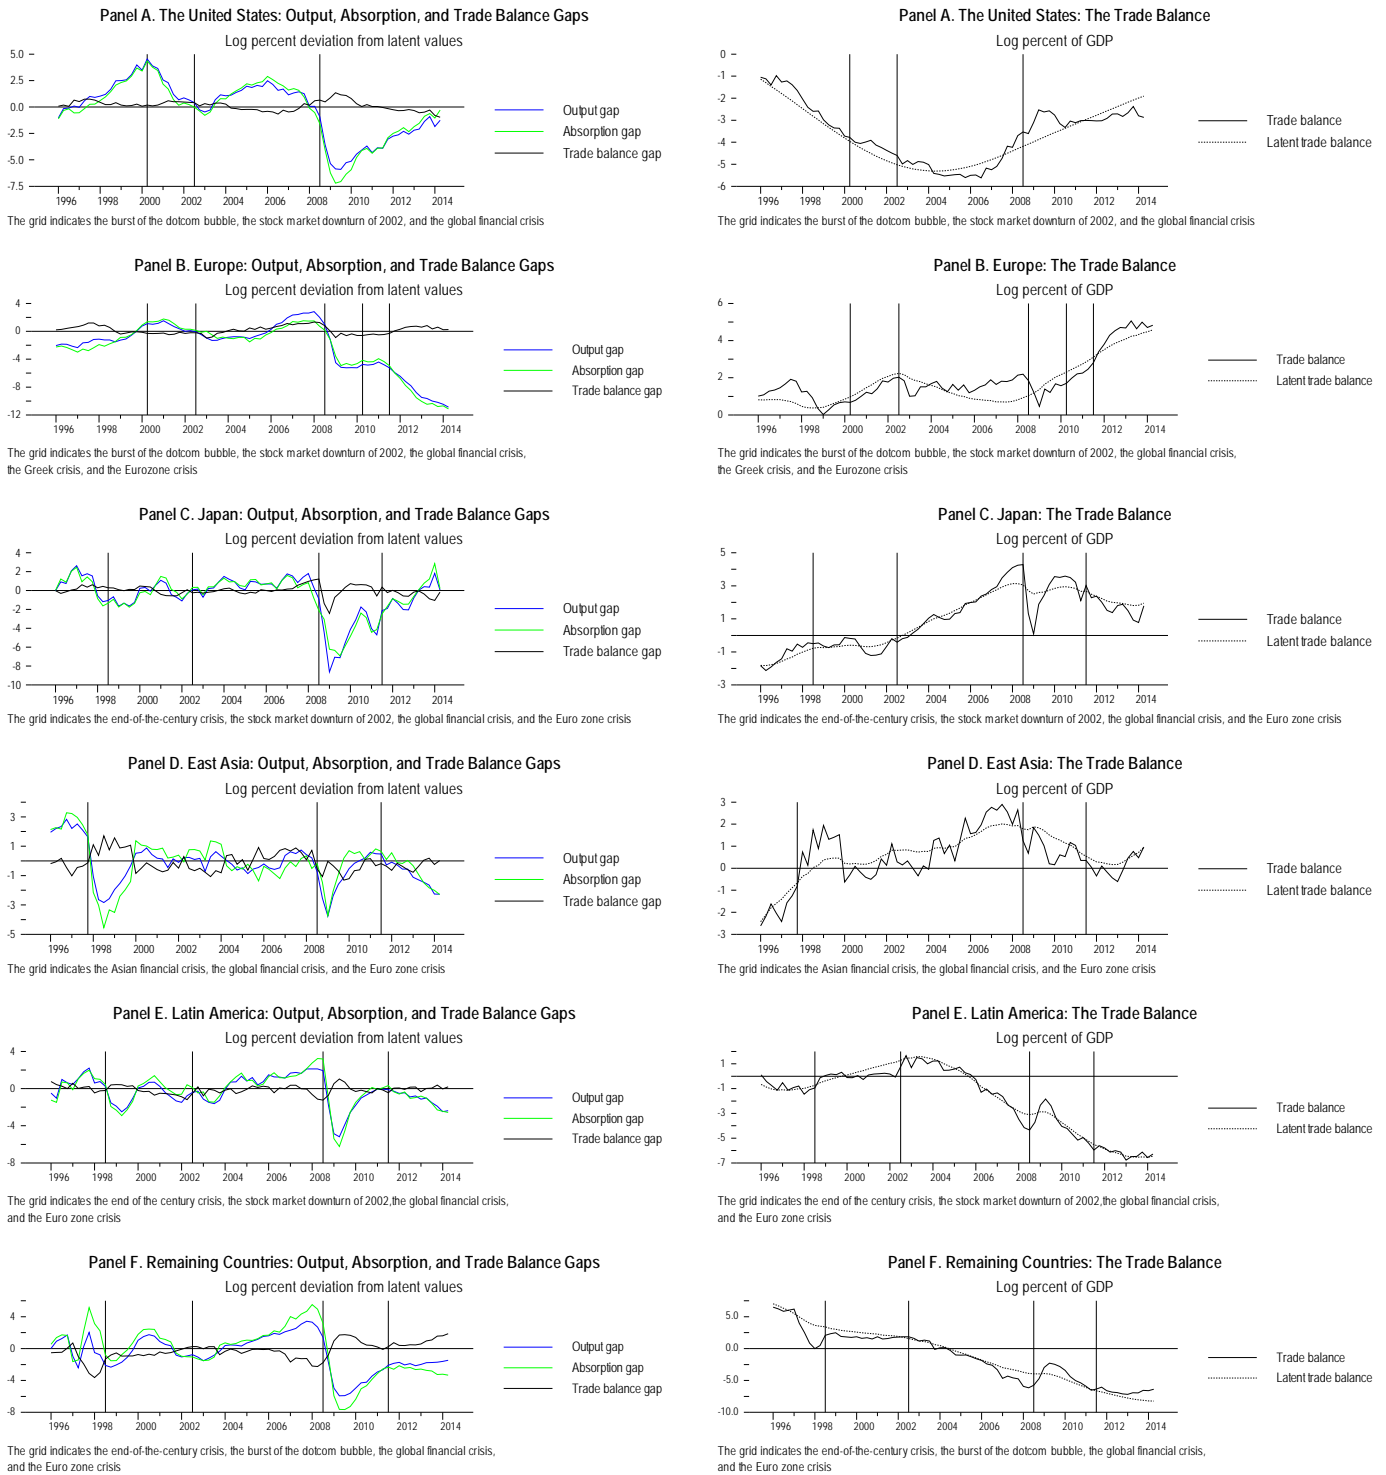 Panel A. The United States: Output, Absorption, and Trade Balance Gaps
Log percent deviation from latent values
5.0
2.5
0.0
-2.5
-5.0
-7.5
1996 1998 2000 2002 2004 2006 2008 2010 2012 2014
Output gap
Absorption gap
Trade balance gap
The grid indicates the burst of the dotcom bubble, the stock market downturn of 2002, and the global financial crisis
Panel A. The United States: The Trade Balance
Log percent of GDP
0
-1
-2
-3
-4
-5
-6
1996 1998 2000 2002 2004 2006 2008 2010 2012 2014
Trade balance
Latent trade balance
The grid indicates the burst of the dotcom bubble, the stock market downturn of 2002, and the global financial crisis
Panel B. Europe: Output, Absorption, and Trade Balance Gaps
Log percent deviation from latent values
4
0
-4
-8
-12
1996 1998 2000 2002 2004 2006 2008 2010 2012 2014
Output gap
Absorption gap
Trade balance gap
The grid indicates the burst of the dotcom bubble, the stock market downturn of 2002, the global financial crisis,
the Greek crisis, and the Eurozone crisis
Panel B. Europe: The Trade Balance
Log percent of GDP
6
4
2
0
1996 1998 2000 2002 2004 2006 2008 2010 2012 2014
Trade balance
Latent trade balance
The grid indicates the burst of the dotcom bubble, the stock market downturn of 2002, the global financial crisis,
the Greek crisis, and the Eurozone crisis
Panel C. Japan: Output, Absorption, and Trade Balance Gaps
Log percent deviation from latent values
4
2
0
-2
-4
-6
-8
-10
1996 1998 2000 2002 2004 2006 2008 2010 2012 2014
Output gap
Absorption gap
Trade balance gap
The grid indicates the end-of-the-century crisis, the stock market downturn of 2002, the global financial crisis, and the Euro zone crisis
Panel C. Japan: The Trade Balance
Log percent of GDP
5
3
1
-1
-3
1996 1998 2000 2002 2004 2006 2008 2010 2012 2014
Trade balance
Latent trade balance
The grid indicates the end-of-the-century crisis, the stock market downturn of 2002, the global financial crisis, and the Euro zone crisis
Panel D. East Asia: Output, Absorption, and Trade Balance Gaps
Log percent deviation from latent values
3
1
-1
-3
-5
1996 1998 2000 2002 2004 2006 2008 2010 2012 2014
Output gap
Absorption gap
Trade balance gap
The grid indicates the Asian financial crisis, the global financial crisis, and the Euro zone crisis
Panel D. East Asia: The Trade Balance
Log percent of GDP
3
2
1
0
-1
-2
-3
1996 1998 2000 2002 2004 2006 2008 2010 2012 2014
Trade balance
Latent trade balance
The grid indicates the Asian financial crisis, the global financial crisis, and the Euro zone crisis
Panel E. Latin America: Output, Absorption, and Trade Balance Gaps
Log percent deviation from latent values
4
0
-4
-8
1996 1998 2000 2002 2004 2006 2008 2010 2012 2014
Output gap
Absorption gap
Trade balance gap
The grid indicates the end of the century crisis, the stock market downturn of 2002,the global financial crisis,
and the Euro zone crisis
Panel E. Latin America: The Trade Balance
Log percent of GDP
1
-1
-3
-5
-7
1996 1998 2000 2002 2004 2006 2008 2010 2012 2014
Trade balance
Latent trade balance
The grid indicates the end of the century crisis, the stock market downturn of 2002, the global financial crisis,
and the Euro zone crisis
Panel F. Remaining Countries: Output, Absorption, and Trade Balance Gaps
Log percent deviation from latent values
4
0
-4
-8
1996 1998 2000 2002 2004 2006 2008 2010 2012 2014
Output gap
Absorption gap
Trade balance gap
The grid indicates the end-of-the-century crisis, the burst of the dotcom bubble, the global financial crisis,
and the Euro zone crisis
Panel F. Remaining Countries: The Trade Balance
Log percent of GDP
5.0
0.0
-5.0
-10.0
1996 1998 2000 2002 2004 2006 2008 2010 2012 2014
Trade balance
Latent trade balance
The grid indicates the end-of-the-century crisis, the burst of the dotcom bubble, the global financial crisis,
and the Euro zone crisis